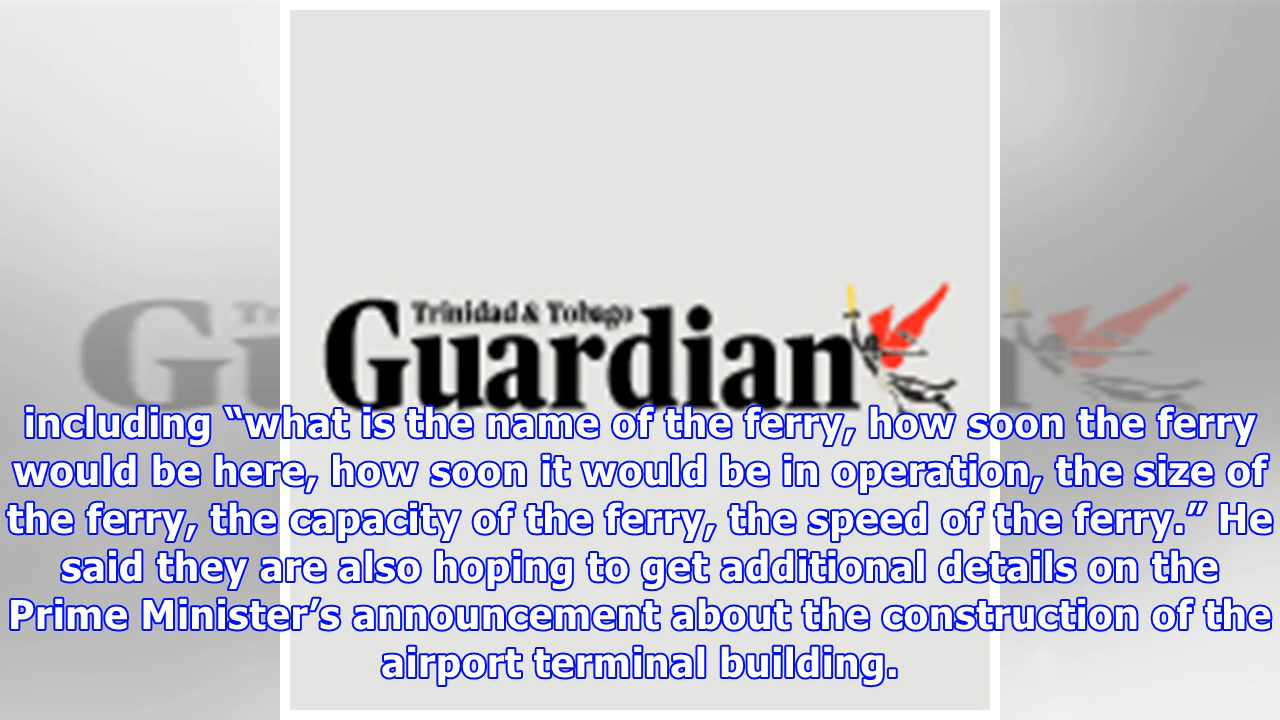 Trinidad & Tobago
Guardian
including “what is the name of the ferry, how soon the ferry
would be here, how soon it would be in operation, the size of
the ferry, the capacity of the ferry, the speed of the ferry.” He
said they are also hoping to get additional details on the
Prime Minister’s announcement about the construction of the
airport terminal building.